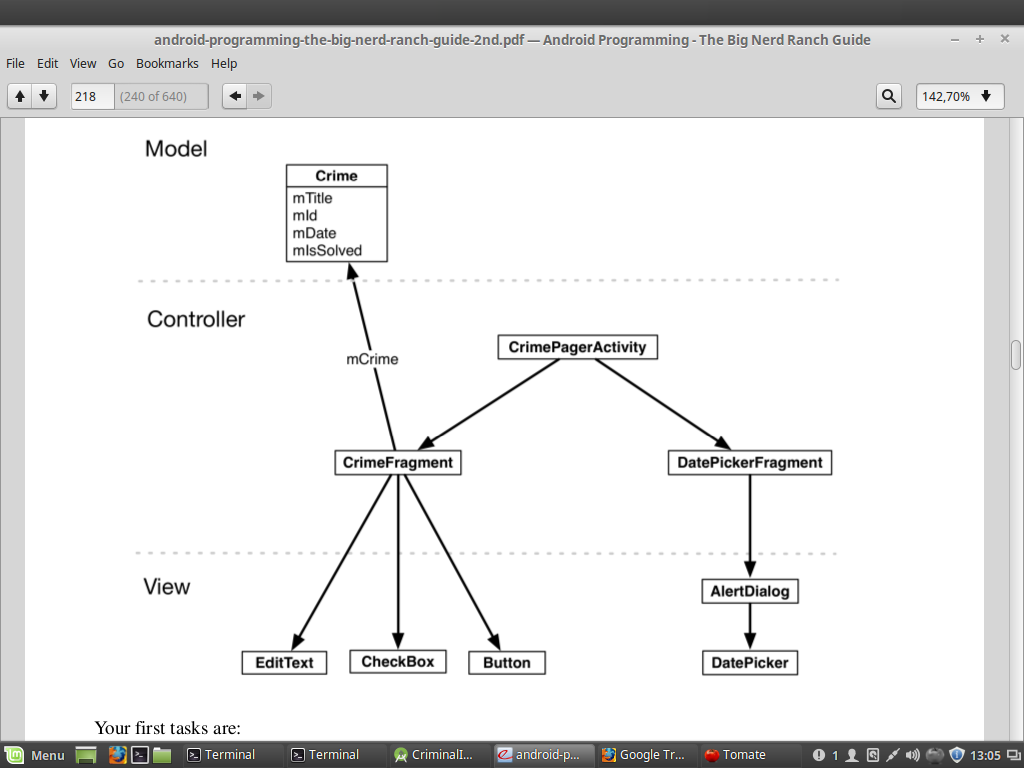 android-programming-the-big-nerd-ranch-guide-2nd.pdf — Android Programming - The Big Nerd Ranch Guide
File Edit View Go Bookmarks Help
218 (240 of 640) 142,70%
Model
Crime
mTitle
mId
mDate
mIsSolved
Controller
CrimePagerActivity
mCrime
CrimeFragment DatePickerFragment
View
AlertDialog
EditText CheckBox Button DatePicker
Your first tasks are:
Menu Terminal Terminal CriminalI... android-p... Google Tr... Tomate 1 13:05